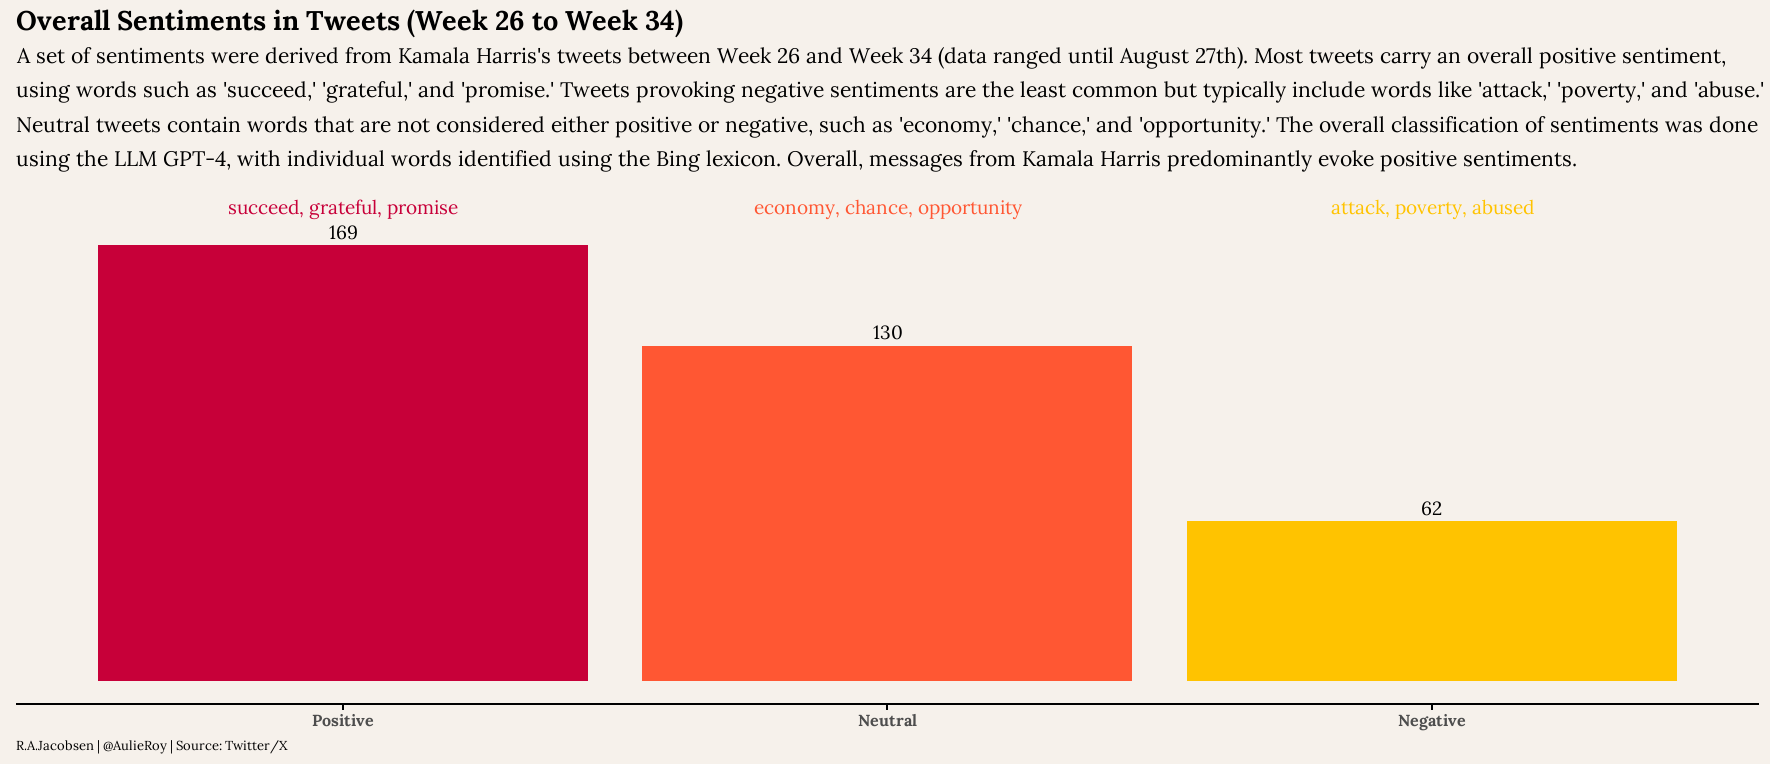 Overall Sentiments in Tweets (Week 26 to Week 34)
A set of sentiments were derived from Kamala Harris's tweets between Week 26 and Week 34 (data ranged until August 27th). Most tweets carry an overall positive sentiment,
using words such as 'succeed,' 'grateful,' and 'promise.' Tweets provoking negative sentiments are the least common but typically include words like 'attack,' 'poverty,' and 'abuse.'
Neutral tweets contain words that are not considered either positive or negative, such as 'economy,' 'chance,' and 'opportunity.' The overall classification of sentiments was done
using the LLM GPT-4, with individual words identified using the Bing lexicon. Overall, messages from Kamala Harris predominantly evoke positive sentiments.
succeed, grateful, promise
economy, chance, opportunity
attack, poverty, abused
169
130
62
Positive
Neutral
Negative
R.A.Jacobsen | @AulieRoy | Source: Twitter/X